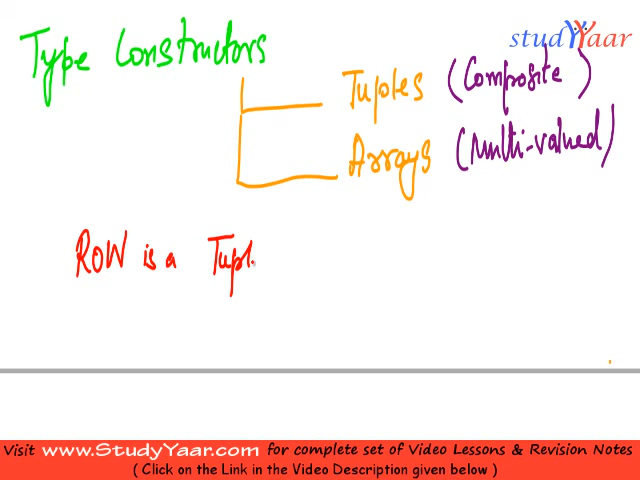 Type Constructors
studYYaar
Tuples (Composite)
Arrays (Multi-valued)
ROW is a Tupl
Visit www.StudyYaar.com for complete set of Video Lessons & Revision Notes
( Click on the Link in the Video Description given below )